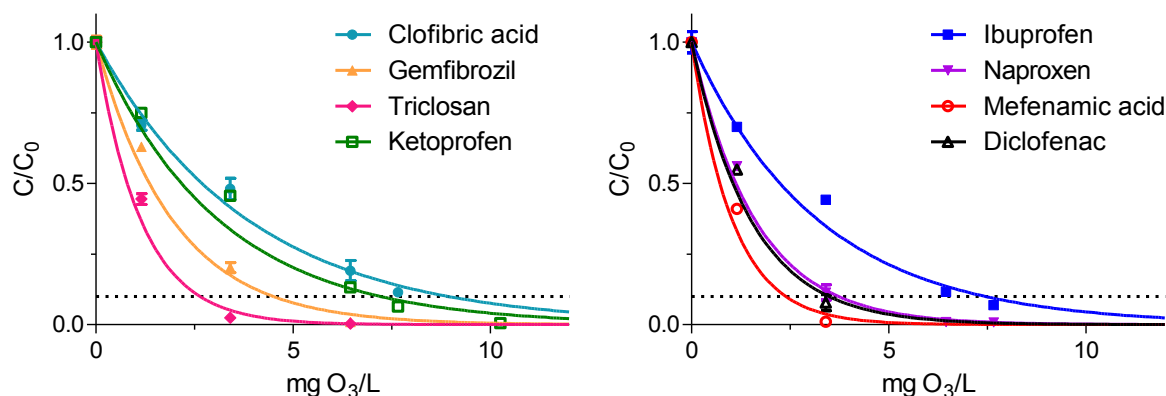 C/C0
1.0
0.5
0.0
0
5
10
mg O3/L
Clofibric acid
Gemfibrozil
Triclosan
Ketoprofen
C/C0
1.0
0.5
0.0
0
5
10
mg O3/L
Ibuprofen
Naproxen
Mefenamic acid
Diclofenac